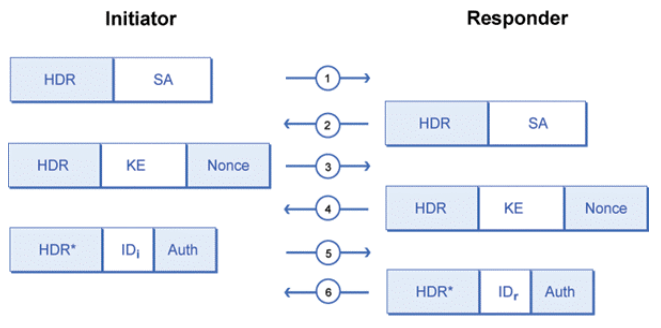 Initiator Responder
HDR SA 1
2 HDR SA
HDR KE Nonce 3
4 HDR KE Nonce
HDR* IDi Auth 5
6 HDR* IDr Auth